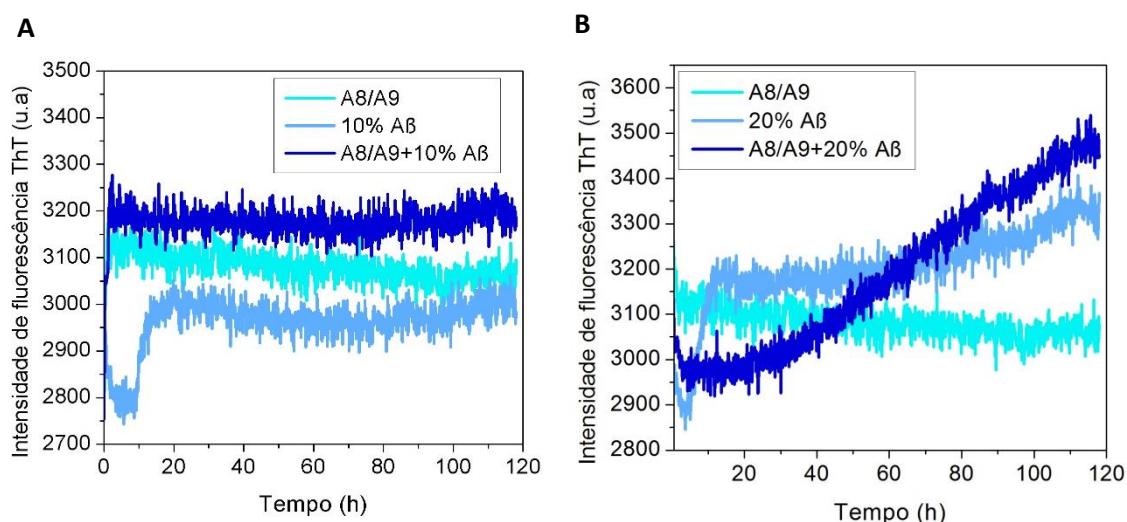 A
Intensidade de fluorescência ThT (u.a)
3500
3400
3300
3200
3100
3000
2900
2800
2700
A8/A9
10% Aß
A8/A9+10% Aß
0 20 40 60 80 100 120
Tempo (h)
B
Intensidade de fluorescência ThT (u.a)
3600
3500
3400
3300
3200
3100
3000
2900
2800
A8/A9
20% Aß
A8/A9+20% Aß
20 40 60 80 100 120
Tempo (h)